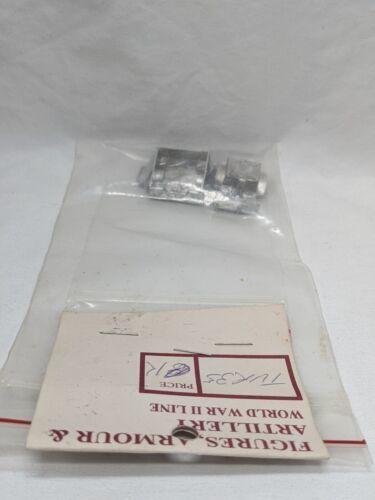 FIGURES, ARMOUR &
ARTILLERY
WORLD WAR II LINE
PRICE